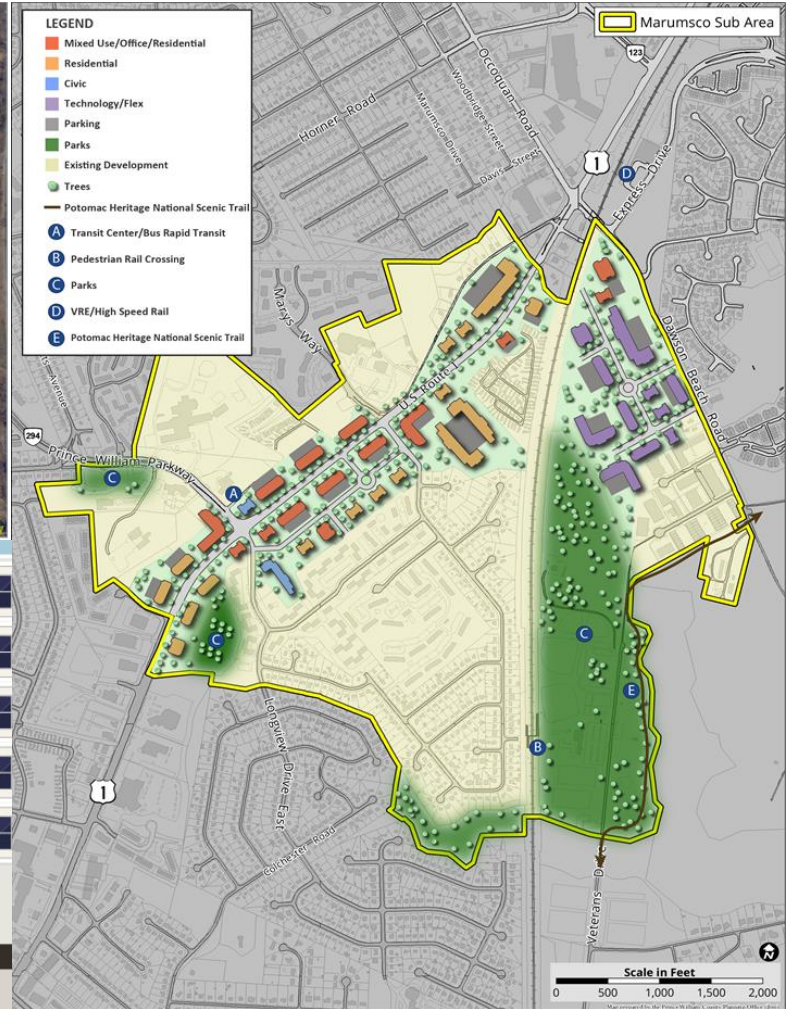 LEGEND
Mixed Use/Office/Residential
Residential
Civic
Technology/Flex
Parking
Parks
Existing Development
Trees
Potomac Heritage National Scenic Trail
A Transit Center/Bus Rapid Transit
B Pedestrian Rail Crossing
C Parks
D VRE/High Speed Rail
E Potomac Heritage National Scenic Trail
Marumsco Sub Area
123
Occoquan Road
Woodbridge Street
Marumsco Drive
Horner Road
Davis Street
1
D
Express Drive
Marys Way
Dawson Beach Road
U.S. Route 1
Avenue
294
Prince William Parkway
C
A
C
C
E
B
Longview Drive East
1
Colchester Road
Veterans
N
Scale in Feet
0 500 1,000 1,500 2,000